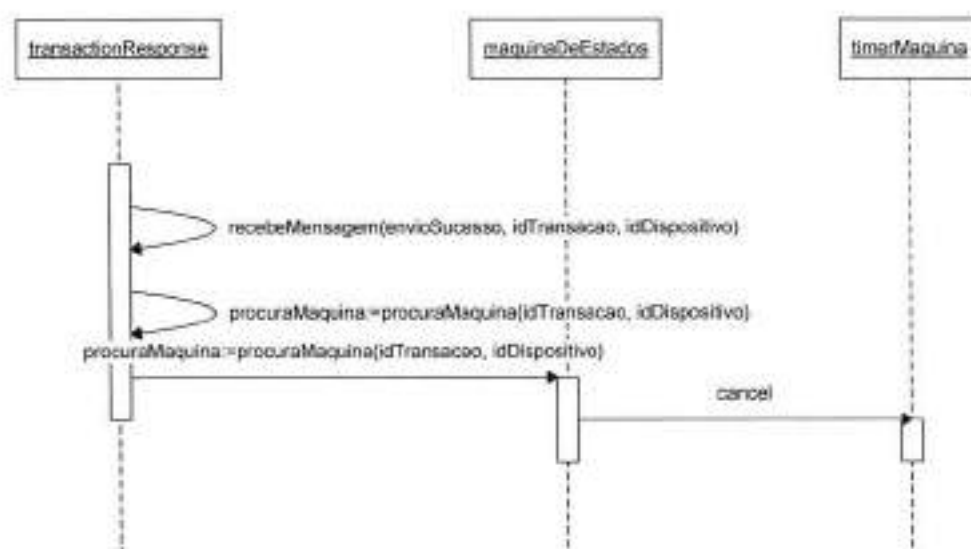 transactionResponse
maquinaDeEstados
timerMaquina
recebeMensagem(envioSucesso, idTransacao, idDispositivo)
procuraMaquina:=procuraMaquina(idTransacao, idDispositivo)
procuraMaquina:=procuraMaquina(idTransacao, idDispositivo)
cancel